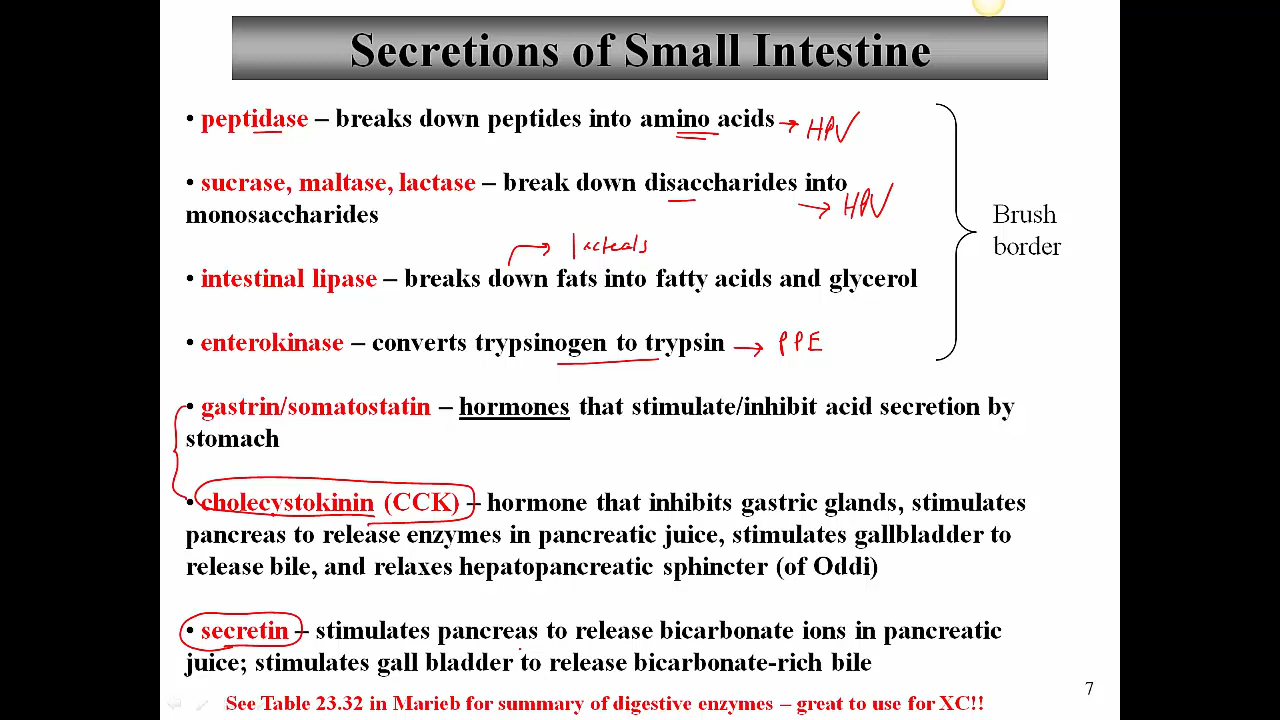 Secretions of Small Intestine
• peptidase – breaks down peptides into amino acids → HPV
• sucrase, maltase, lactase – break down disaccharides into
monosaccharides → HPV
→ lacteals
• intestinal lipase – breaks down fats into fatty acids and glycerol
• enterokinase – converts trypsinogen to trypsin → PPE
Brush
border
• gastrin/somatostatin – hormones that stimulate/inhibit acid secretion by
stomach
• cholecystokinin (CCK) – hormone that inhibits gastric glands, stimulates
pancreas to release enzymes in pancreatic juice, stimulates gallbladder to
release bile, and relaxes hepatopancreatic sphincter (of Oddi)
• secretin – stimulates pancreas to release bicarbonate ions in pancreatic
juice; stimulates gall bladder to release bicarbonate-rich bile
7
See Table 23.32 in Marieb for summary of digestive enzymes – great to use for XC!!